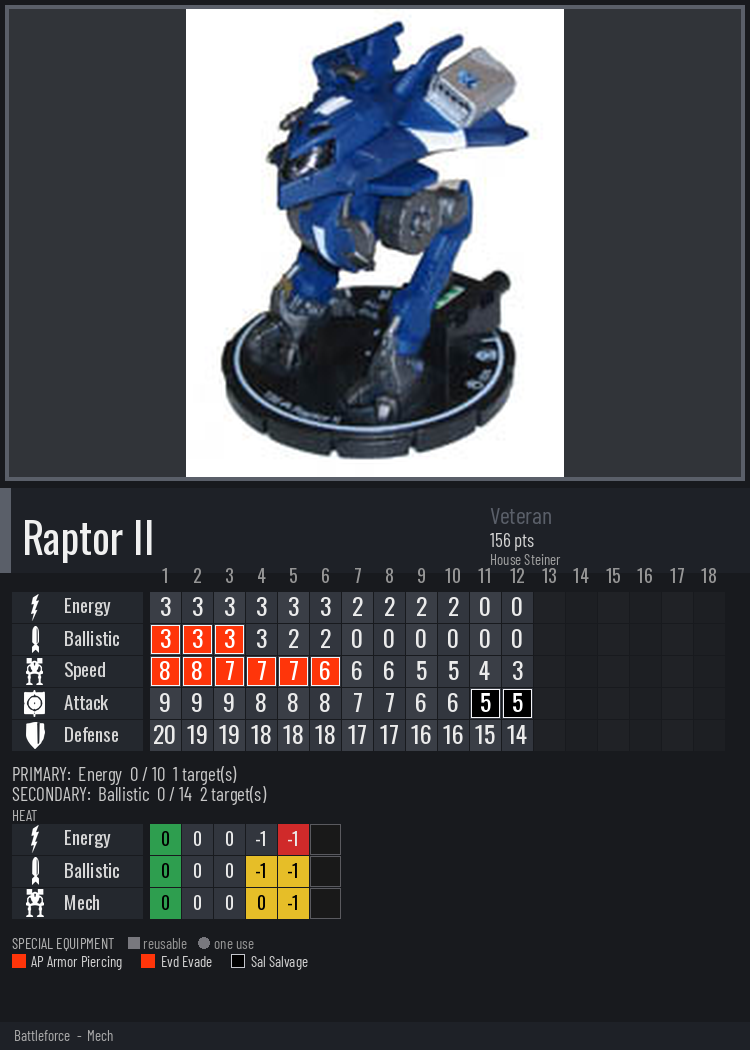 Raptor II
Veteran
156 pts
House Steiner
1 2 3 4 5 6 7 8 9 10 11 12 13 14 15 16 17 18
Energy 3 3 3 3 3 3 2 2 2 2 0 0
Ballistic 3 3 3 3 2 2 0 0 0 0 0 0
Speed 8 8 7 7 7 6 6 6 5 5 4 3
Attack 9 9 9 8 8 8 7 7 6 6 5 5
Defense 20 19 19 18 18 18 17 17 16 16 15 14
PRIMARY: Energy 0 / 10 1 target(s)
SECONDARY: Ballistic 0 / 14 2 target(s)
HEAT
Energy 0 0 0 -1 -1
Ballistic 0 0 0 -1 -1
Mech 0 0 0 0 -1
SPECIAL EQUIPMENT reusable one use
AP Armor Piercing Evd Evade Sal Salvage
Battleforce - Mech